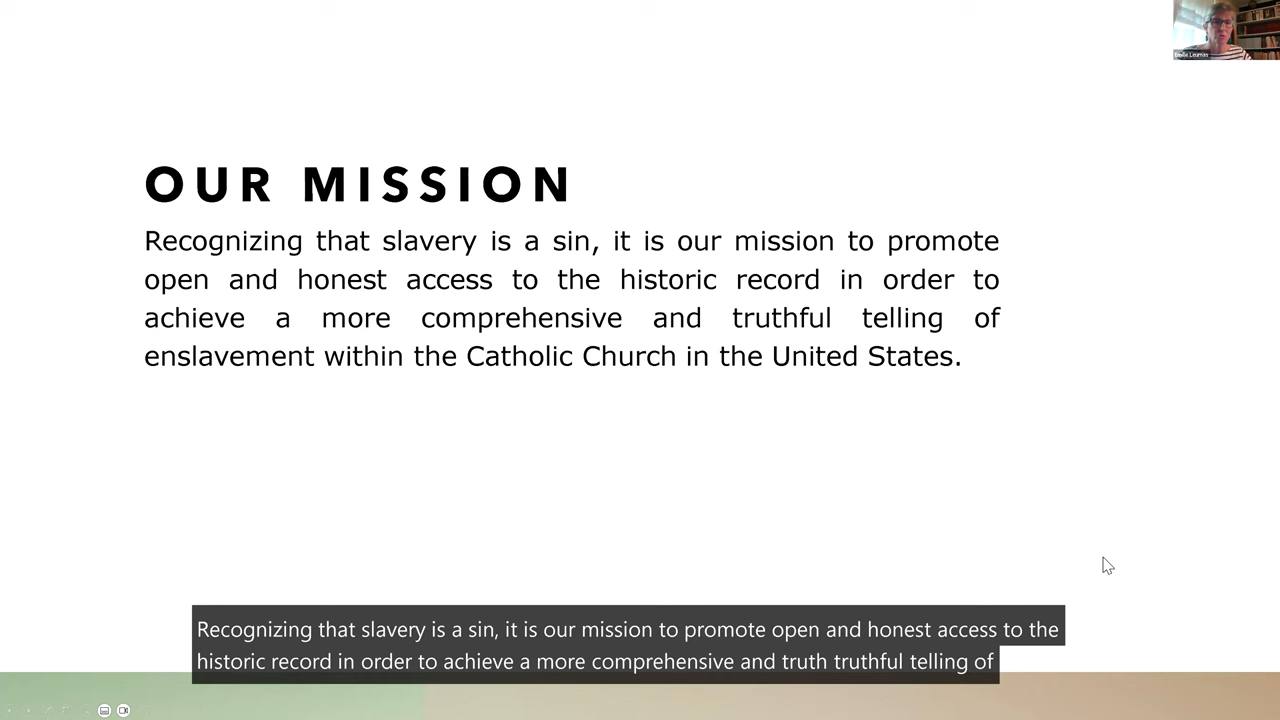 Emilie Leumas
OUR MISSION
Recognizing that slavery is a sin, it is our mission to promote
open and honest access to the historic record in order to
achieve a more comprehensive and truthful telling of
enslavement within the Catholic Church in the United States.
Recognizing that slavery is a sin, it is our mission to promote open and honest access to the
historic record in order to achieve a more comprehensive and truth truthful telling of